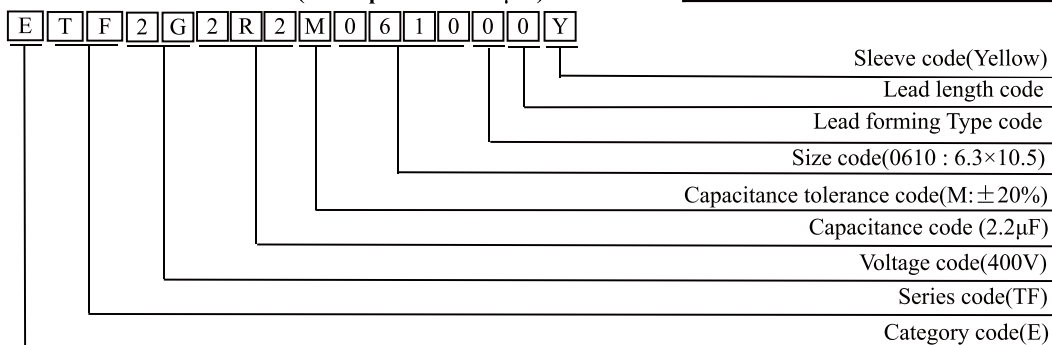 E T F 2 G 2 R 2 M 0 6 1 0 0 0 Y
Sleeve code(Yellow)
Lead length code
Lead forming Type code
Size code(0610 : 6.3×10.5)
Capacitance tolerance code(M:±20%)
Capacitance code (2.2μF)
Voltage code(400V)
Series code(TF)
Category code(E)